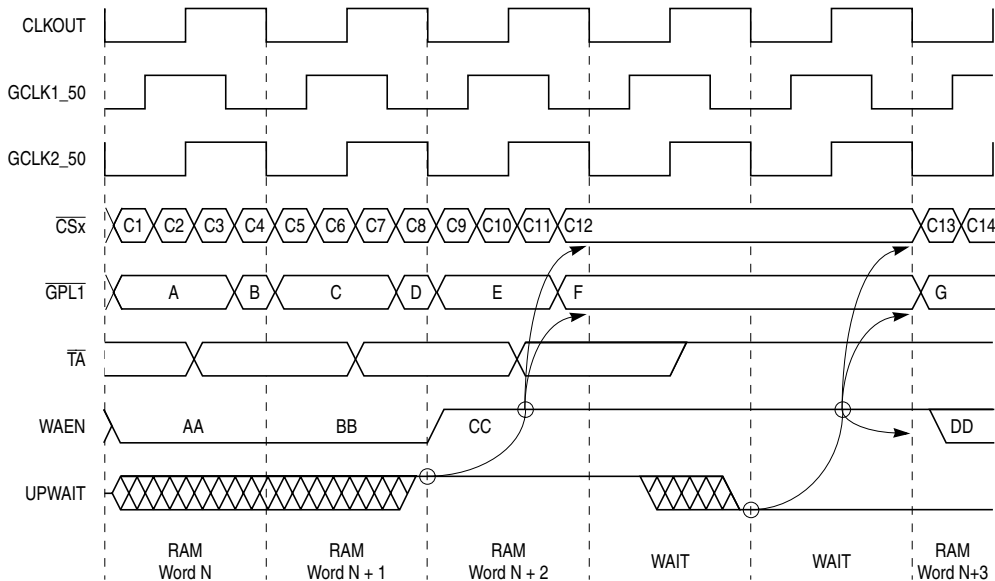 CLKOUT
GCLK1_50
GCLK2_50
CSx C1 C2 C3 C4 C5 C6 C7 C8 C9 C10 C11 C12 C13 C14
GPL1 A B C D E F G
TA
WAEN AA BB CC DD
UPWAIT
RAM RAM RAM WAIT WAIT RAM
Word N Word N + 1 Word N + 2 Word N+3